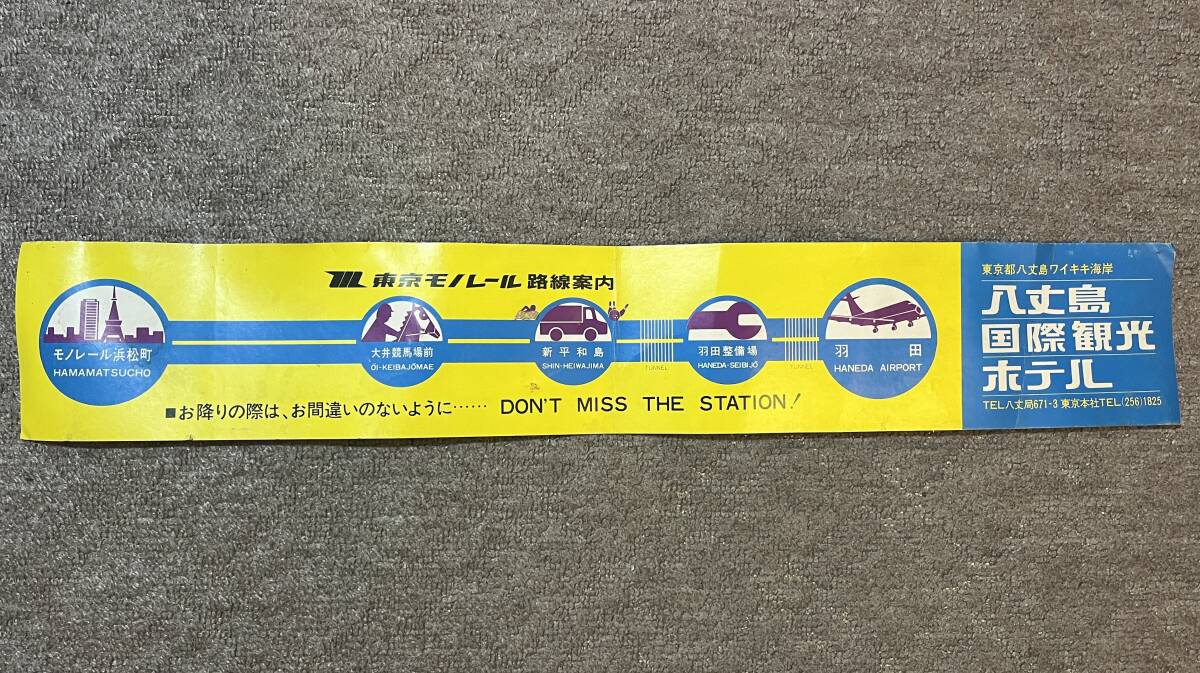 東京モノレール 路線案内
モノレール浜松町
HAMAMATSUCHO
大井競馬場前
ŌI-KEIBAJŌMAE
新平和島
SHIN-HEIWAJIMA
TUNNEL
羽田整備場
HANEDA-SEIBIJŌ
TUNNEL
羽田
HANEDA AIRPORT
■お降りの際は、お間違いのないように…… DON'T MISS THE STATION!
東京都八丈島ワイキキ海岸
八丈島
国際観光
ホテル
TEL八丈局671-3 東京本社TEL(256)1825